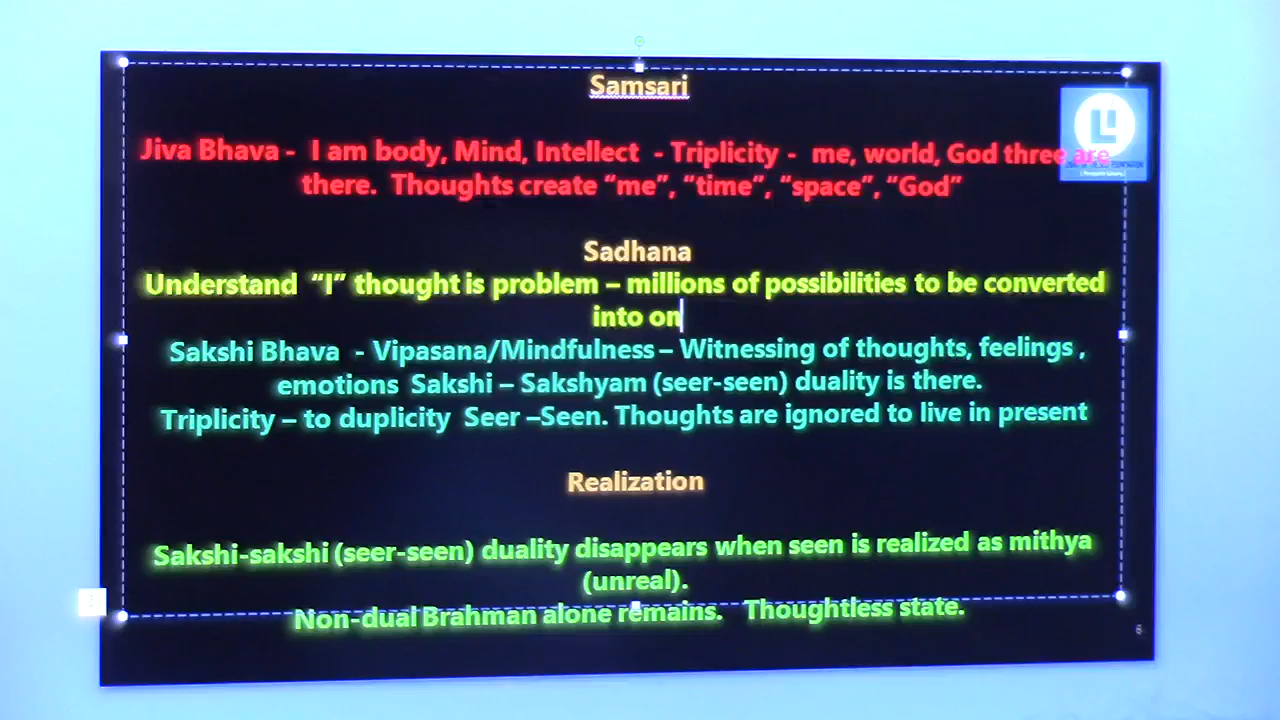 Samsari
Jiva Bhava - I am body, Mind, Intellect - Triplicity - me, world, God three are
there. Thoughts create “me”, “time”, “space”, “God”
Sadhana
Understand “I” thought is problem – millions of possibilities to be converted
into on
Sakshi Bhava - Vipasana/Mindfulness – Witnessing of thoughts, feelings ,
emotions Sakshi – Sakshyam (seer-seen) duality is there.
Triplicity – to duplicity Seer –Seen. Thoughts are ignored to live in present
Realization
Sakshi-sakshi (seer-seen) duality disappears when seen is realized as mithya
(unreal).
Non-dual Brahman alone remains. Thoughtless state.
6